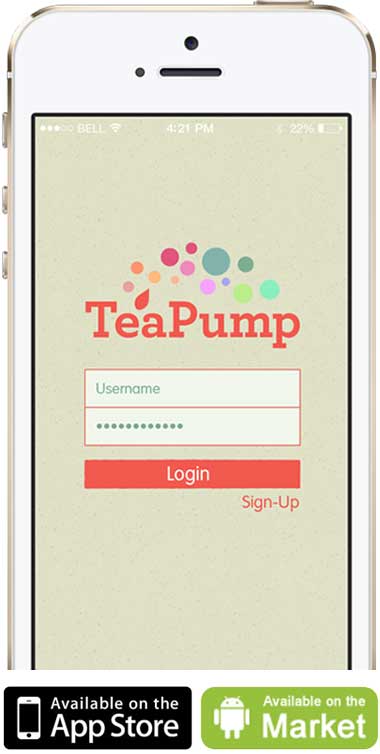 BELL 4:21 PM 22%
TeaPump
Username
••••••••••••
Login
Sign-Up
Available on the
App Store
Available on the
Market